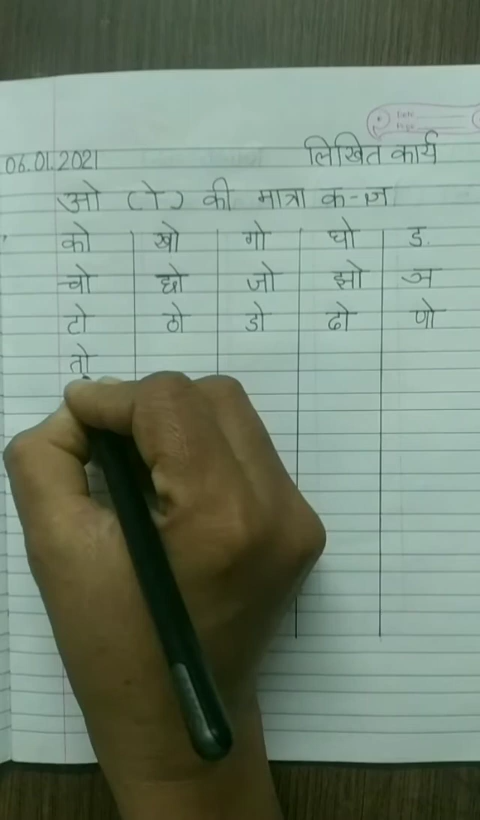 06.01.2021 लिखित कार्य
ओ (ो) की मात्रा क-ज्ञ
को खो गो घो ड.
चो छो जो झो ञ
टो ठो डो ढो णो
तो